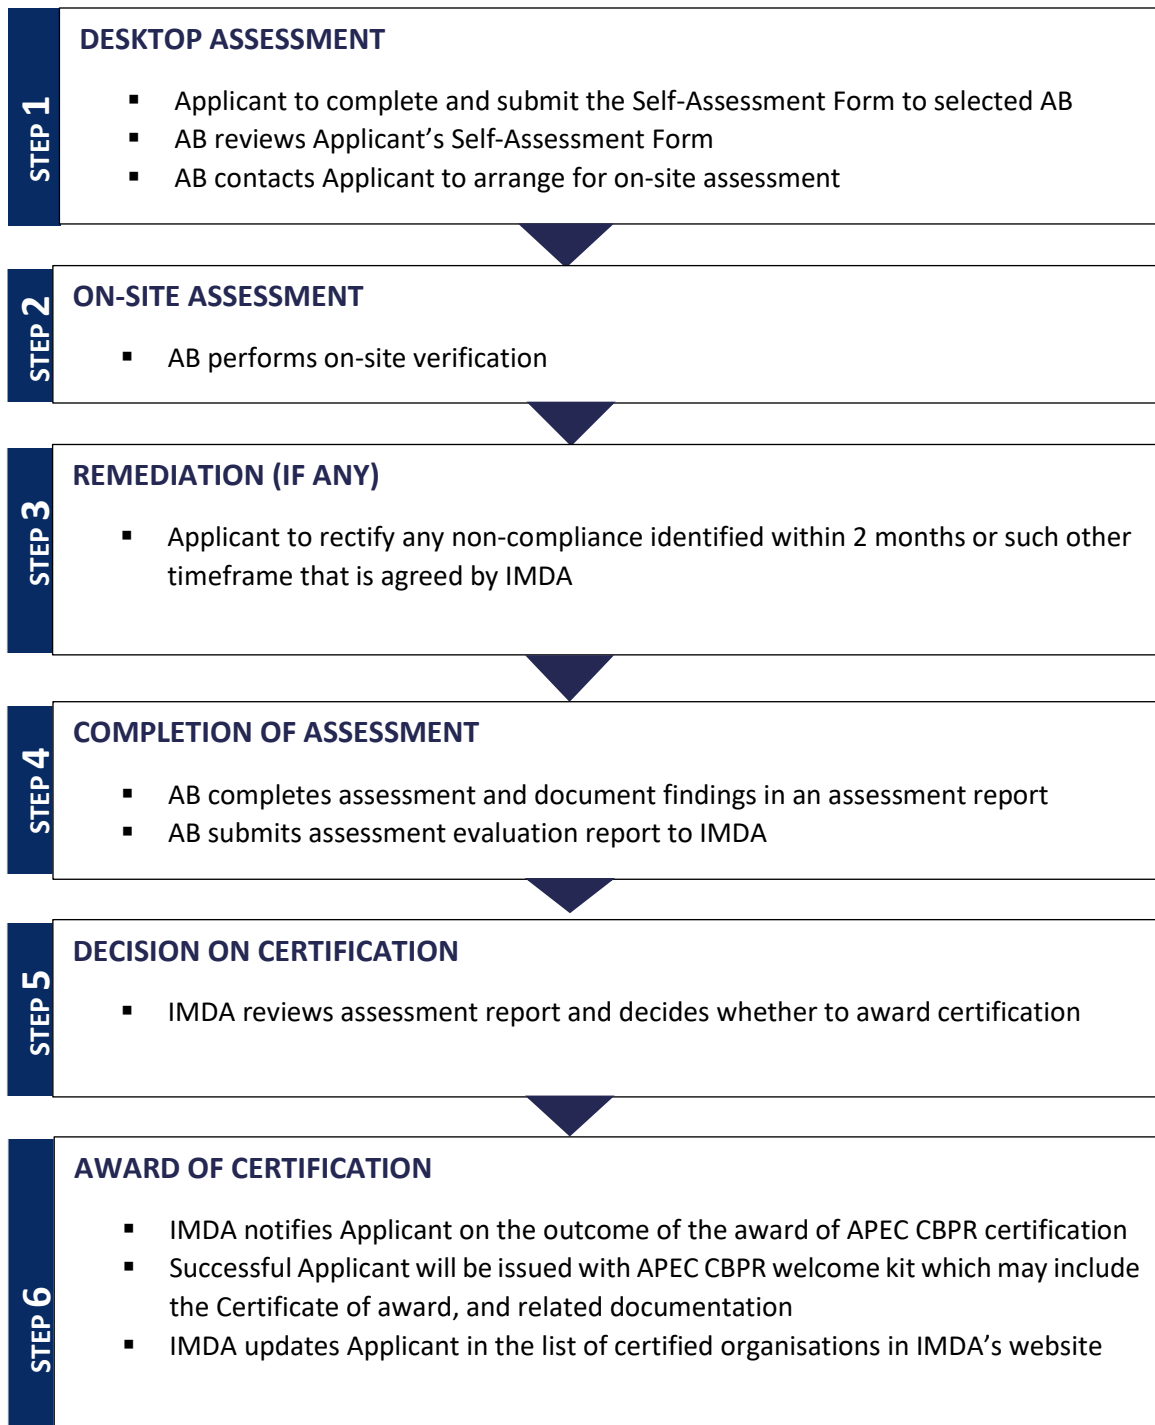 STEP 1
DESKTOP ASSESSMENT
▪ Applicant to complete and submit the Self-Assessment Form to selected AB
▪ AB reviews Applicant’s Self-Assessment Form
▪ AB contacts Applicant to arrange for on-site assessment
STEP 2
ON-SITE ASSESSMENT
▪ AB performs on-site verification
STEP 3
REMEDIATION (IF ANY)
▪ Applicant to rectify any non-compliance identified within 2 months or such other
timeframe that is agreed by IMDA
STEP 4
COMPLETION OF ASSESSMENT
▪ AB completes assessment and document findings in an assessment report
▪ AB submits assessment evaluation report to IMDA
STEP 5
DECISION ON CERTIFICATION
▪ IMDA reviews assessment report and decides whether to award certification
STEP 6
AWARD OF CERTIFICATION
▪ IMDA notifies Applicant on the outcome of the award of APEC CBPR certification
▪ Successful Applicant will be issued with APEC CBPR welcome kit which may include
the Certificate of award, and related documentation
▪ IMDA updates Applicant in the list of certified organisations in IMDA’s website